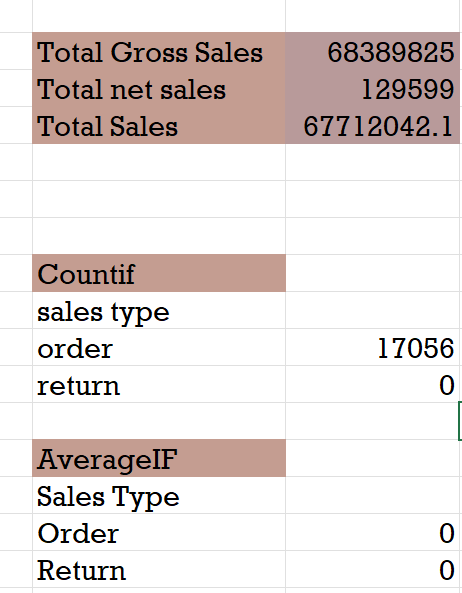 Total Gross Sales 68389825
Total net sales 129599
Total Sales 67712042.1
Countif
sales type
order 17056
return 0
AverageIF
Sales Type
Order 0
Return 0